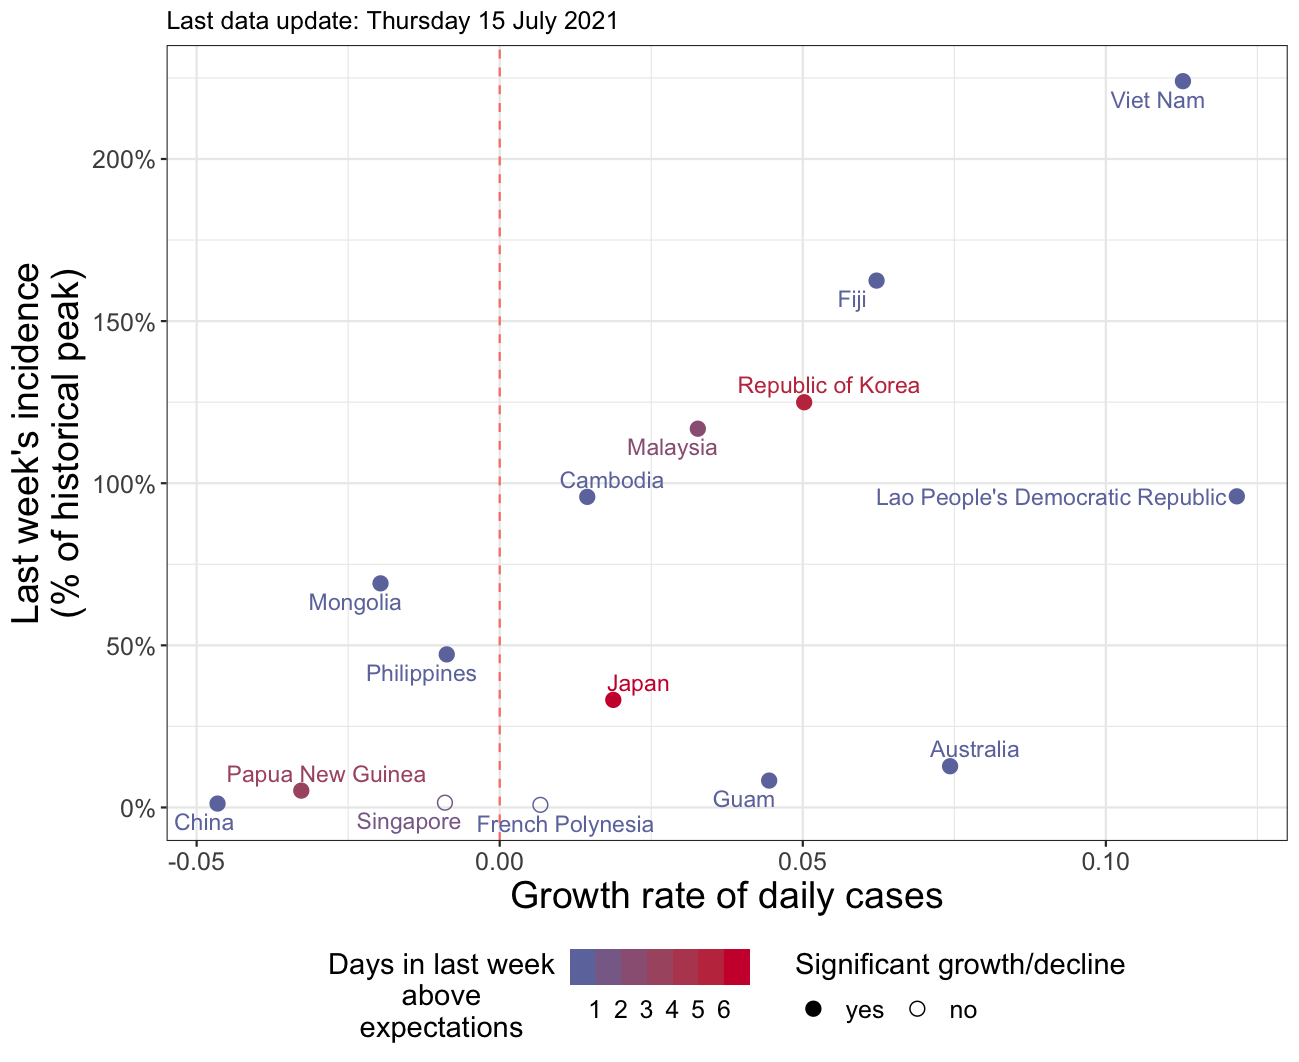 Last data update: Thursday 15 July 2021
Last week's incidence
(% of historical peak)
200%
150%
100%
50%
0%
Viet Nam
Fiji
Republic of Korea
Malaysia
Cambodia
Lao People's Democratic Republic
Mongolia
Philippines
Japan
Australia
Papua New Guinea
Guam
China
Singapore
French Polynesia
-0.05 0.00 0.05 0.10
Growth rate of daily cases
Days in last week
above
expectations
1 2 3 4 5 6
Significant growth/decline
yes no